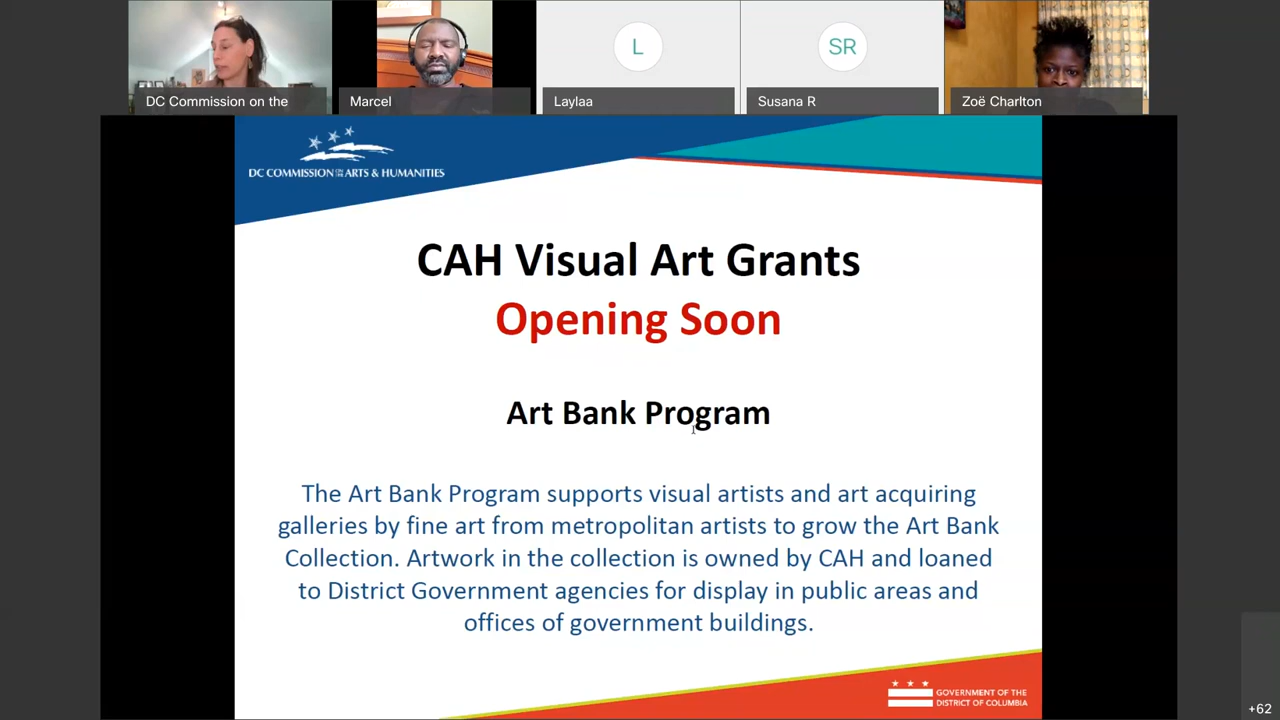 L
SR
DC Commission on the
Marcel
Laylaa
Susana R
Zoë Charlton
DC COMMISSION ON THE ARTS & HUMANITIES
CAH Visual Art Grants
Opening Soon
Art Bank Program
The Art Bank Program supports visual artists and art acquiring
galleries by fine art from metropolitan artists to grow the Art Bank
Collection. Artwork in the collection is owned by CAH and loaned
to District Government agencies for display in public areas and
offices of government buildings.
GOVERNMENT OF THE
DISTRICT OF COLUMBIA
+62